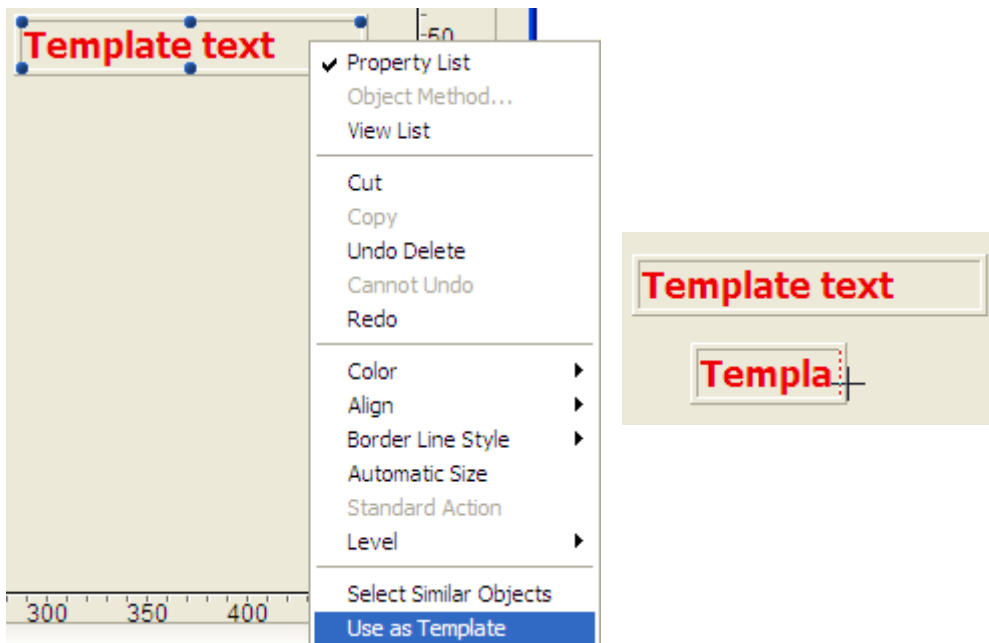 Template text
50
Property List
Object Method...
View List
Cut
Copy
Undo Delete
Cannot Undo
Redo
Color
Align
Border Line Style
Automatic Size
Standard Action
Level
Select Similar Objects
Use as Template
300 350 400
Template text
Templa